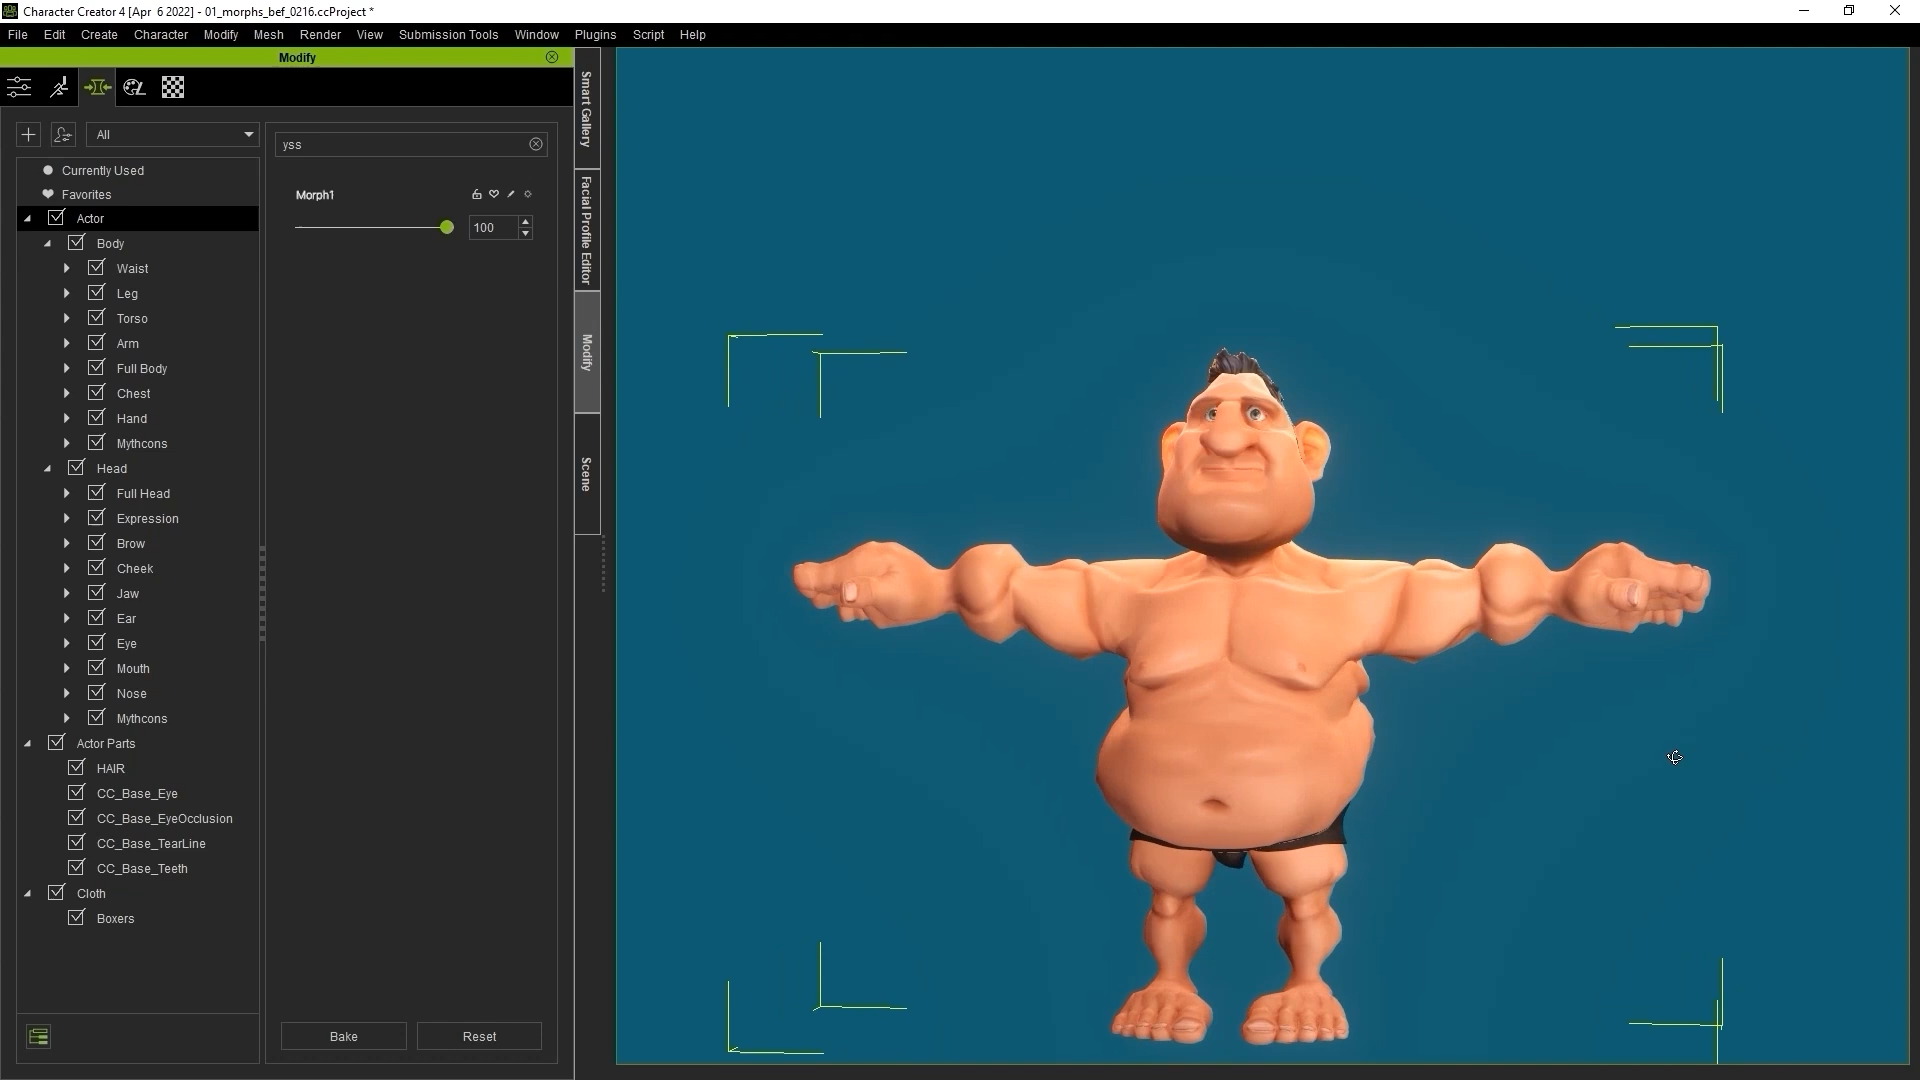 Character Creator 4 [Apr  6 2022] - 01_morphs_bef_0216.ccProject *
File Edit Create Character Modify Mesh Render View Submission Tools Window Plugins Script Help
Modify
All
Currently Used
Favorites
Actor
Body
Waist
Leg
Torso
Arm
Full Body
Chest
Hand
Mythcons
Head
Full Head
Expression
Brow
Cheek
Jaw
Ear
Eye
Mouth
Nose
Mythcons
Actor Parts
HAIR
CC_Base_Eye
CC_Base_EyeOcclusion
CC_Base_TearLine
CC_Base_Teeth
Cloth
Boxers
yss
Morph1
100
Bake Reset
Smart Gallery
Facial Profile Editor
Modify
Scene